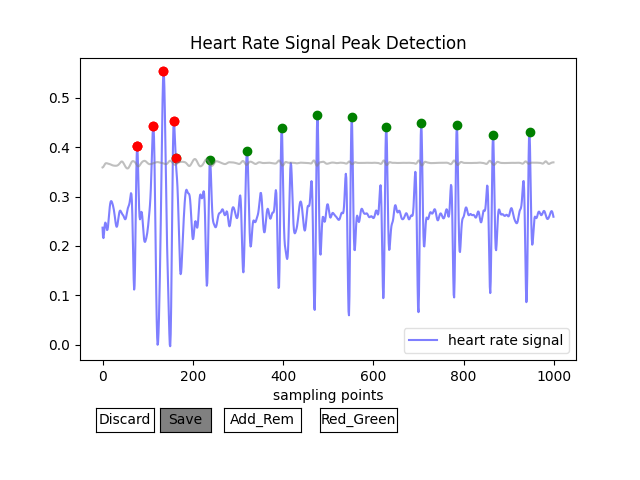 Heart Rate Signal Peak Detection
0.5
0.4
0.3
0.2
0.1
0.0
heart rate signal
0 200 400 600 800 1000
sampling points
Discard Save Add_Rem Red_Green